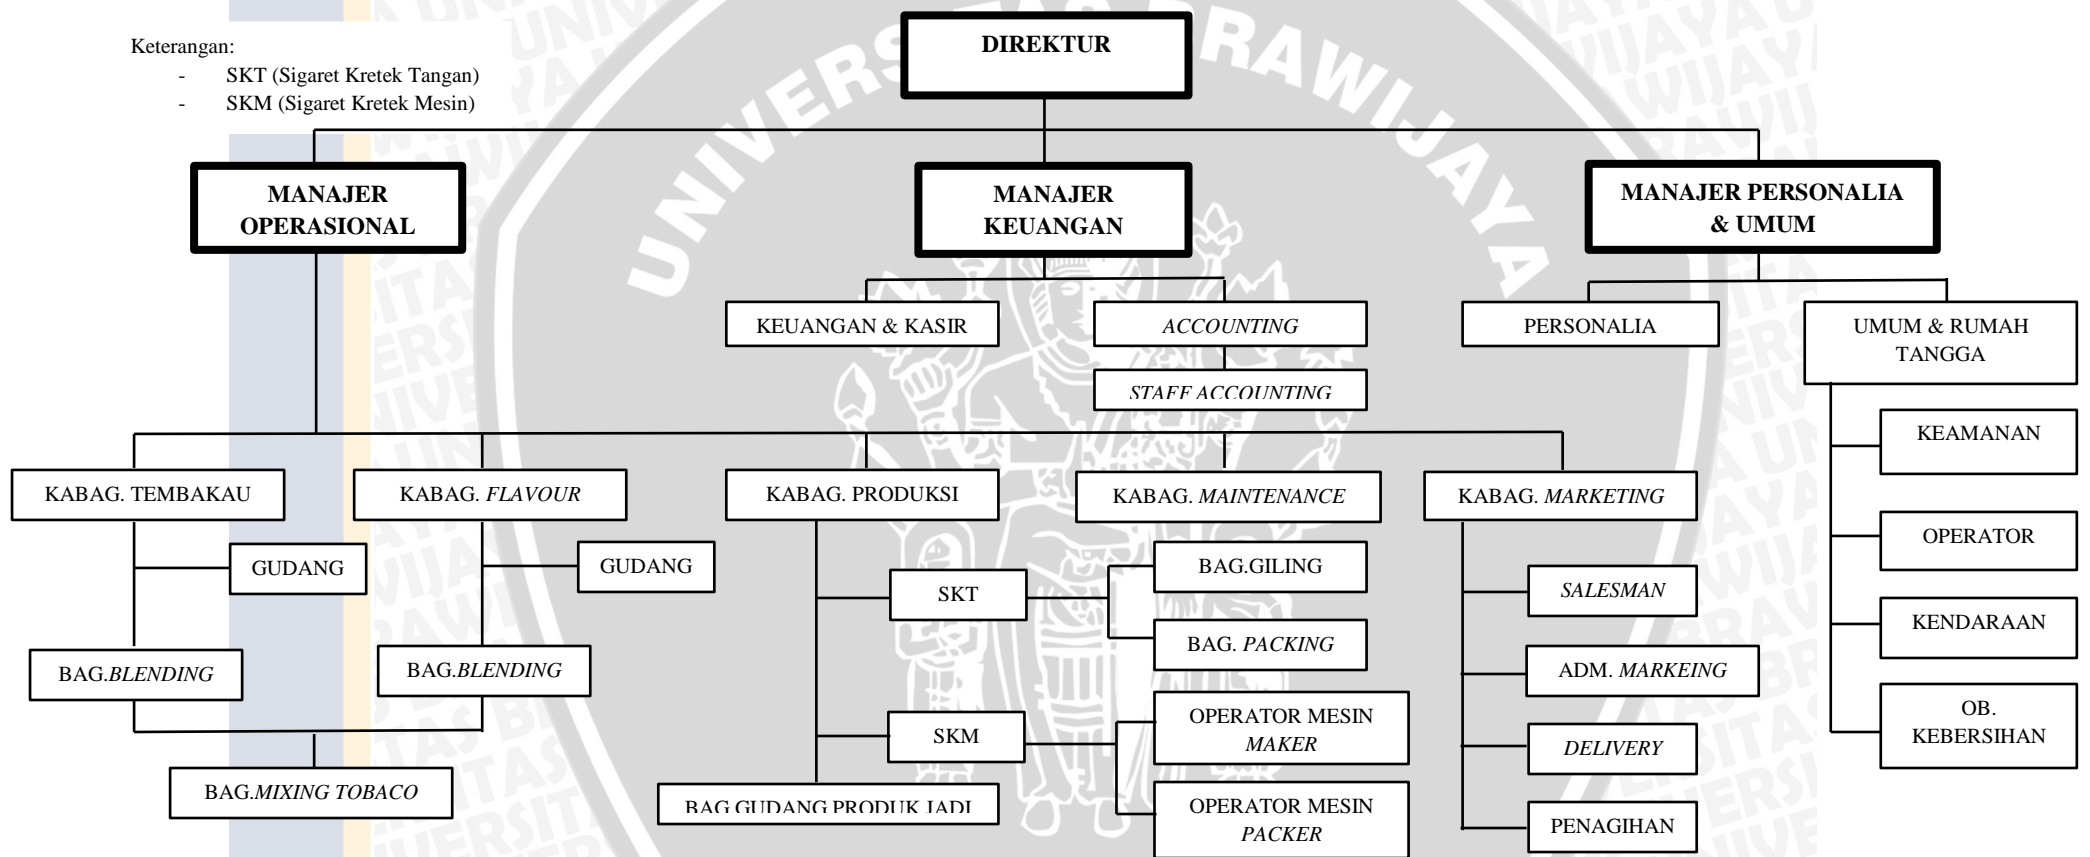 UNIVERSITAS BRAWIJAYA
Keterangan:
- SKT (Sigaret Kretek Tangan)
- SKM (Sigaret Kretek Mesin)
DIREKTUR
MANAJER
OPERASIONAL
MANAJER
KEUANGAN
MANAJER PERSONALIA
& UMUM
KEUANGAN & KASIR
ACCOUNTING
STAFF ACCOUNTING
PERSONALIA
UMUM & RUMAH
TANGGA
KEAMANAN
OPERATOR
KENDARAAN
OB.
KEBERSIHAN
KABAG. TEMBAKAU
GUDANG
BAG.BLENDING
KABAG. FLAVOUR
GUDANG
BAG.BLENDING
BAG.MIXING TOBACO
KABAG. PRODUKSI
SKT
BAG.GILING
BAG. PACKING
SKM
OPERATOR MESIN
MAKER
OPERATOR MESIN
PACKER
BAG GUDANG PRODUK JADI
KABAG. MAINTENANCE
KABAG. MARKETING
SALESMAN
ADM. MARKEING
DELIVERY
PENAGIHAN